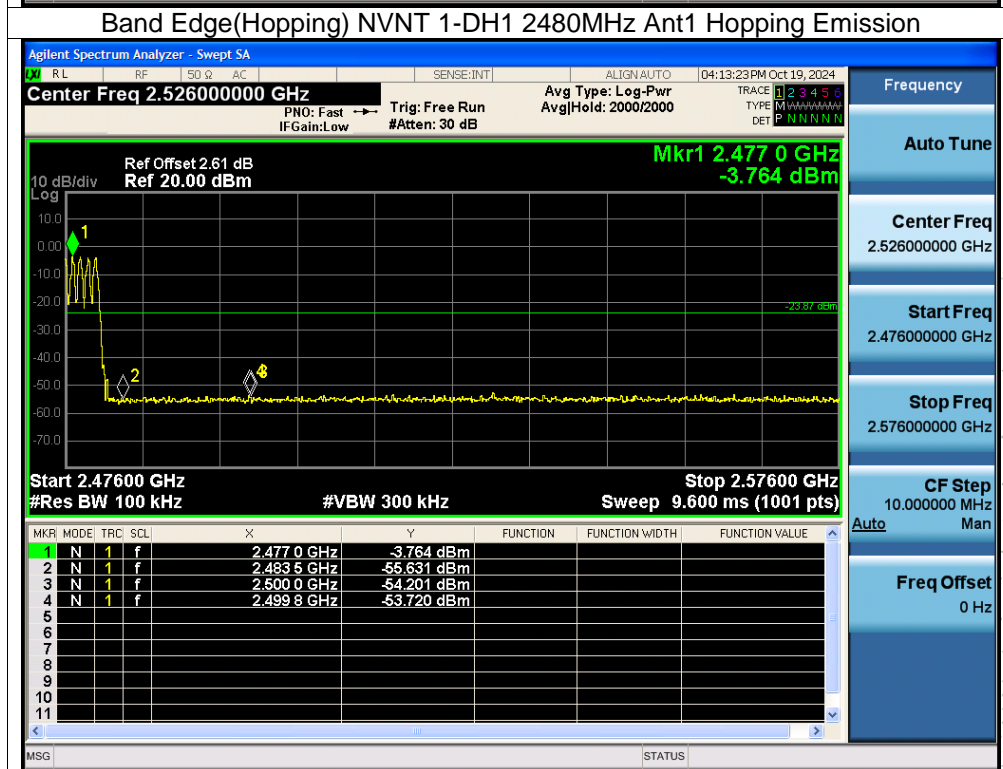 Band Edge(Hopping) NVNT 1-DH1 2480MHz Ant1 Hopping Emission
Agilent Spectrum Analyzer - Swept SA
LXI RL RF 50 Ω AC SENSE:INT ALIGNAUTO 04:13:23PM Oct 19, 2024
Center Freq 2.526000000 GHz
PNO: Fast
IFGain:Low
Trig: Free Run
#Atten: 30 dB
Avg Type: Log-Pwr
Avg|Hold: 2000/2000
TRACE 1 2 3 4 5 6
TYPE M
DET P N N N N N
Mkr1 2.477 0 GHz
-3.764 dBm
Ref Offset 2.61 dB
10 dB/div Ref 20.00 dBm
Log
10.0
0.00
-10.0
-20.0
-30.0
-40.0
-50.0
-60.0
-70.0
1
2
-23.87 dBm
Start 2.47600 GHz Stop 2.57600 GHz
#Res BW 100 kHz #VBW 300 kHz Sweep 9.600 ms (1001 pts)
MKR MODE TRC SCL X Y FUNCTION FUNCTION WIDTH FUNCTION VALUE
1 N 1 f 2.477 0 GHz -3.764 dBm
2 N 1 f 2.483 5 GHz -55.631 dBm
3 N 1 f 2.500 0 GHz -54.201 dBm
4 N 1 f 2.499 8 GHz -53.720 dBm
5
6
7
8
9
10
11
MSG STATUS
Frequency
Auto Tune
Center Freq
2.526000000 GHz
Start Freq
2.476000000 GHz
Stop Freq
2.576000000 GHz
CF Step
10.000000 MHz
Auto Man
Freq Offset
0 Hz